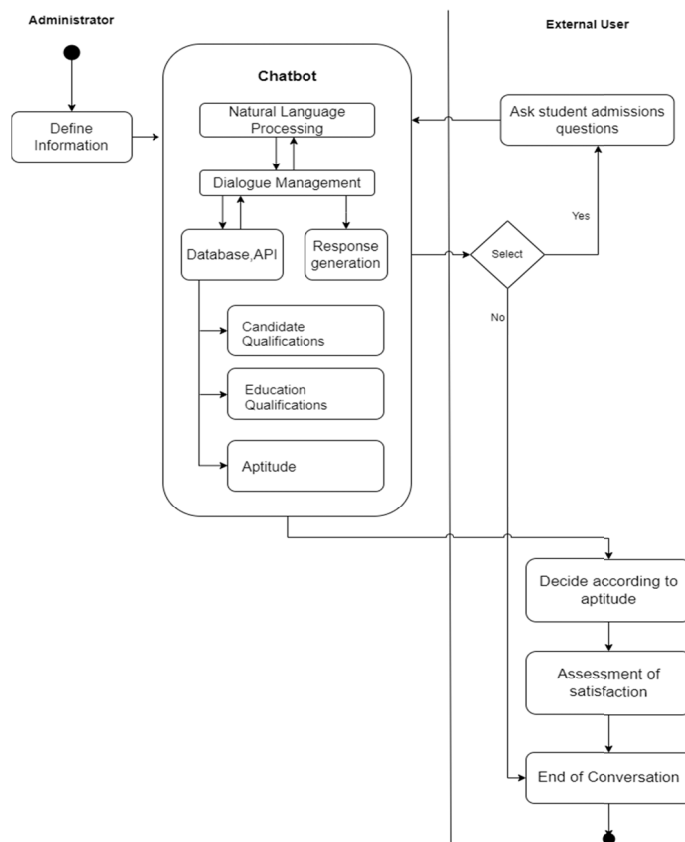 Administrator
External User
Chatbot
Natural Language
Processing
Ask student admissions
questions
Define
Information
Dialogue Management
Yes
Database,API
Response
generation
Select
No
Candidate
Qualifications
Education
Qualifications
Aptitude
Decide according to
aptitude
Assessment of
satisfaction
End of Conversation